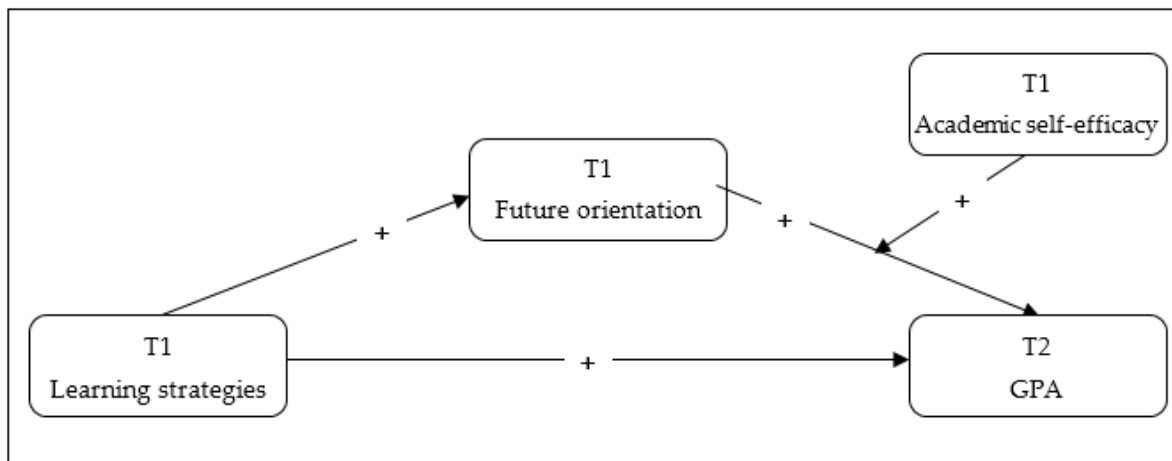 T1
Academic self-efficacy
T1
Future orientation
+
+
+
T1
Learning strategies
+
T2
GPA